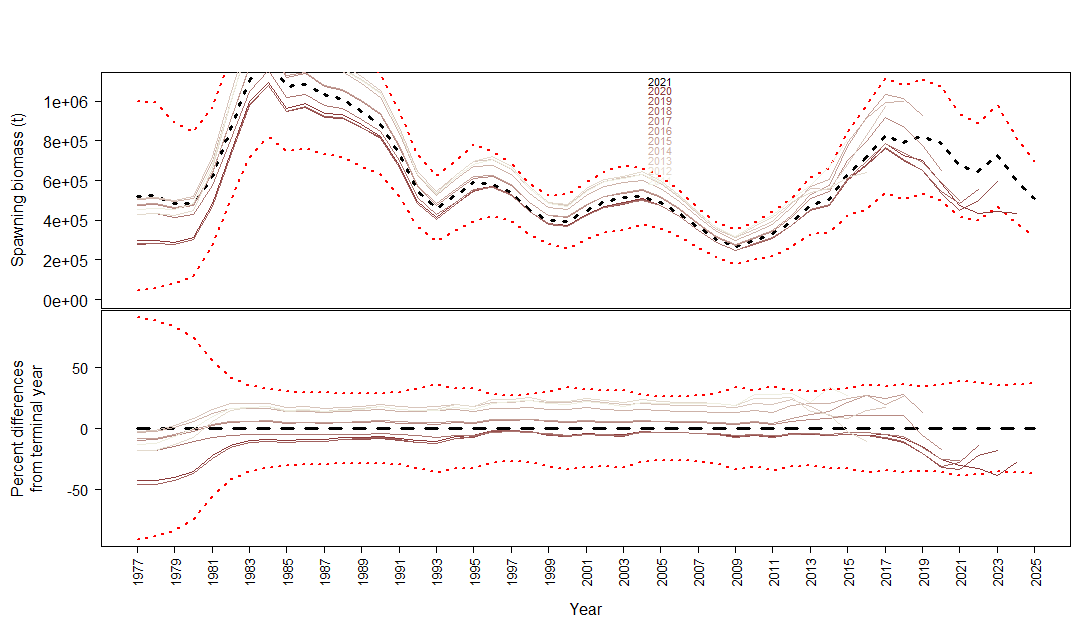 Spawning biomass (t)
1e+06
8e+05
6e+05
4e+05
2e+05
0e+00
2021
2020
2019
2018
2017
2016
2015
2014
2013
2012
Percent differences
from terminal year
50
0
-50
1977 1979 1981 1983 1985 1987 1989 1991 1993 1995 1997 1999 2001 2003 2005 2007 2009 2011 2013 2015 2017 2019 2021 2023 2025
Year